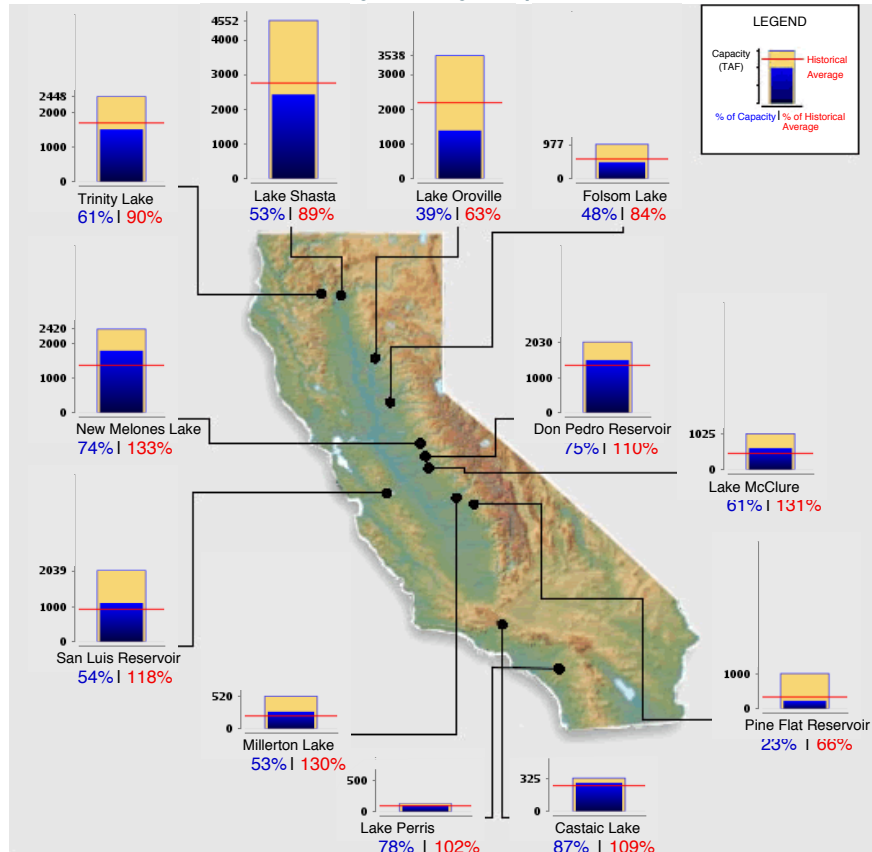 4552
4000
3000
2000
1000
0
Lake Shasta
53% | 89%
3538
3000
2000
1000
0
Lake Oroville
39% | 63%
LEGEND
Capacity
(TAF)
Historical
Average
% of Capacity | % of Historical
Average
2448
2000
1000
0
Trinity Lake
61% | 90%
977
0
Folsom Lake
48% | 84%
2420
2000
1000
0
New Melones Lake
74% | 133%
2030
1000
0
Don Pedro Reservoir
75% | 110%
1025
0
Lake McClure
61% | 131%
2039
1000
0
San Luis Reservoir
54% | 118%
520
0
Millerton Lake
53% | 130%
1000
0
Pine Flat Reservoir
23% | 66%
500
0
Lake Perris
78% | 102%
325
0
Castaic Lake
87% | 109%